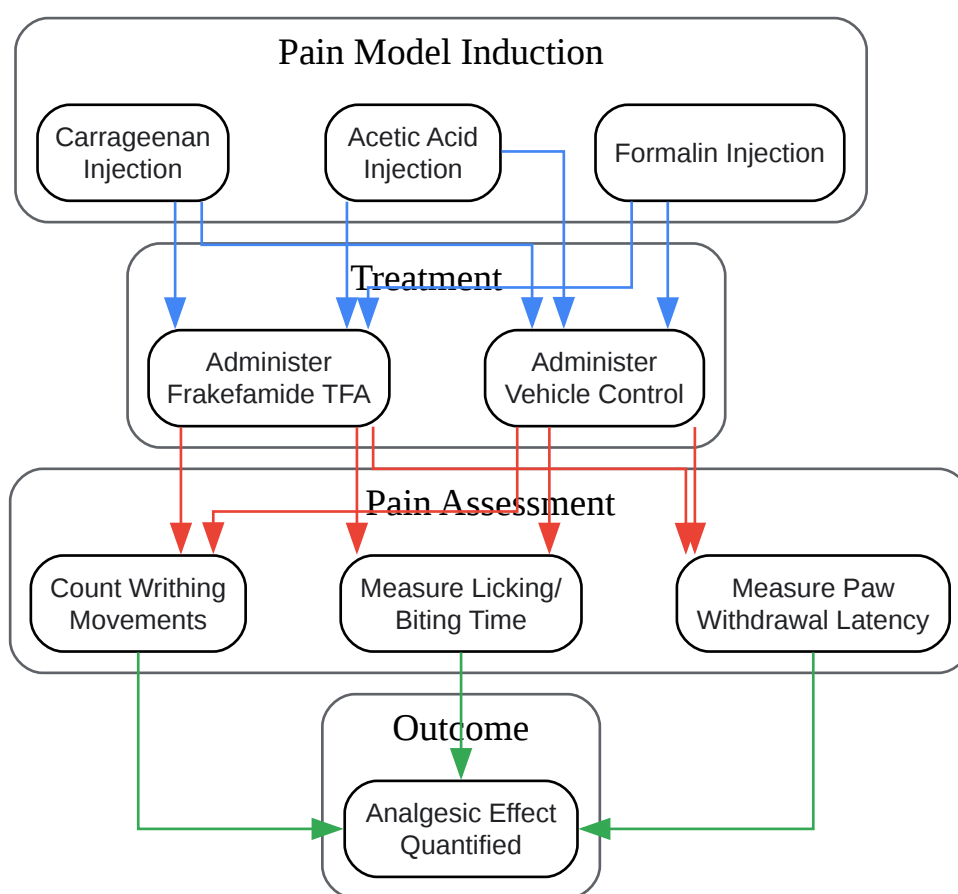 Pain Model Induction
Carrageenan
Injection
Acetic Acid
Injection
Formalin Injection
Treatment
Administer
Frakefamide TFA
Administer
Vehicle Control
Pain Assessment
Count Writhing
Movements
Measure Licking/
Biting Time
Measure Paw
Withdrawal Latency
Outcome
Analgesic Effect
Quantified